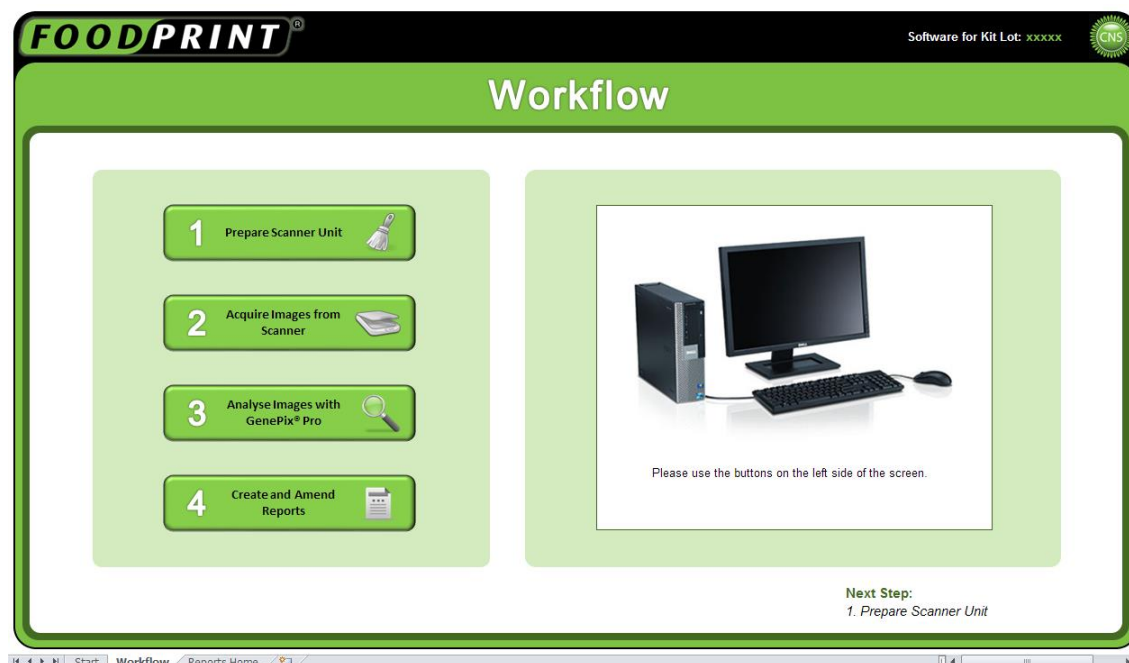 FOODPRINT®
Software for Kit Lot: xxxxx
CNS
Workflow
1 Prepare Scanner Unit
2 Acquire Images from
Scanner
3 Analyse Images with
GenePix® Pro
4 Create and Amend
Reports
DELL
Please use the buttons on the left side of the screen.
Next Step:
1. Prepare Scanner Unit
Start Workflow Reports Home